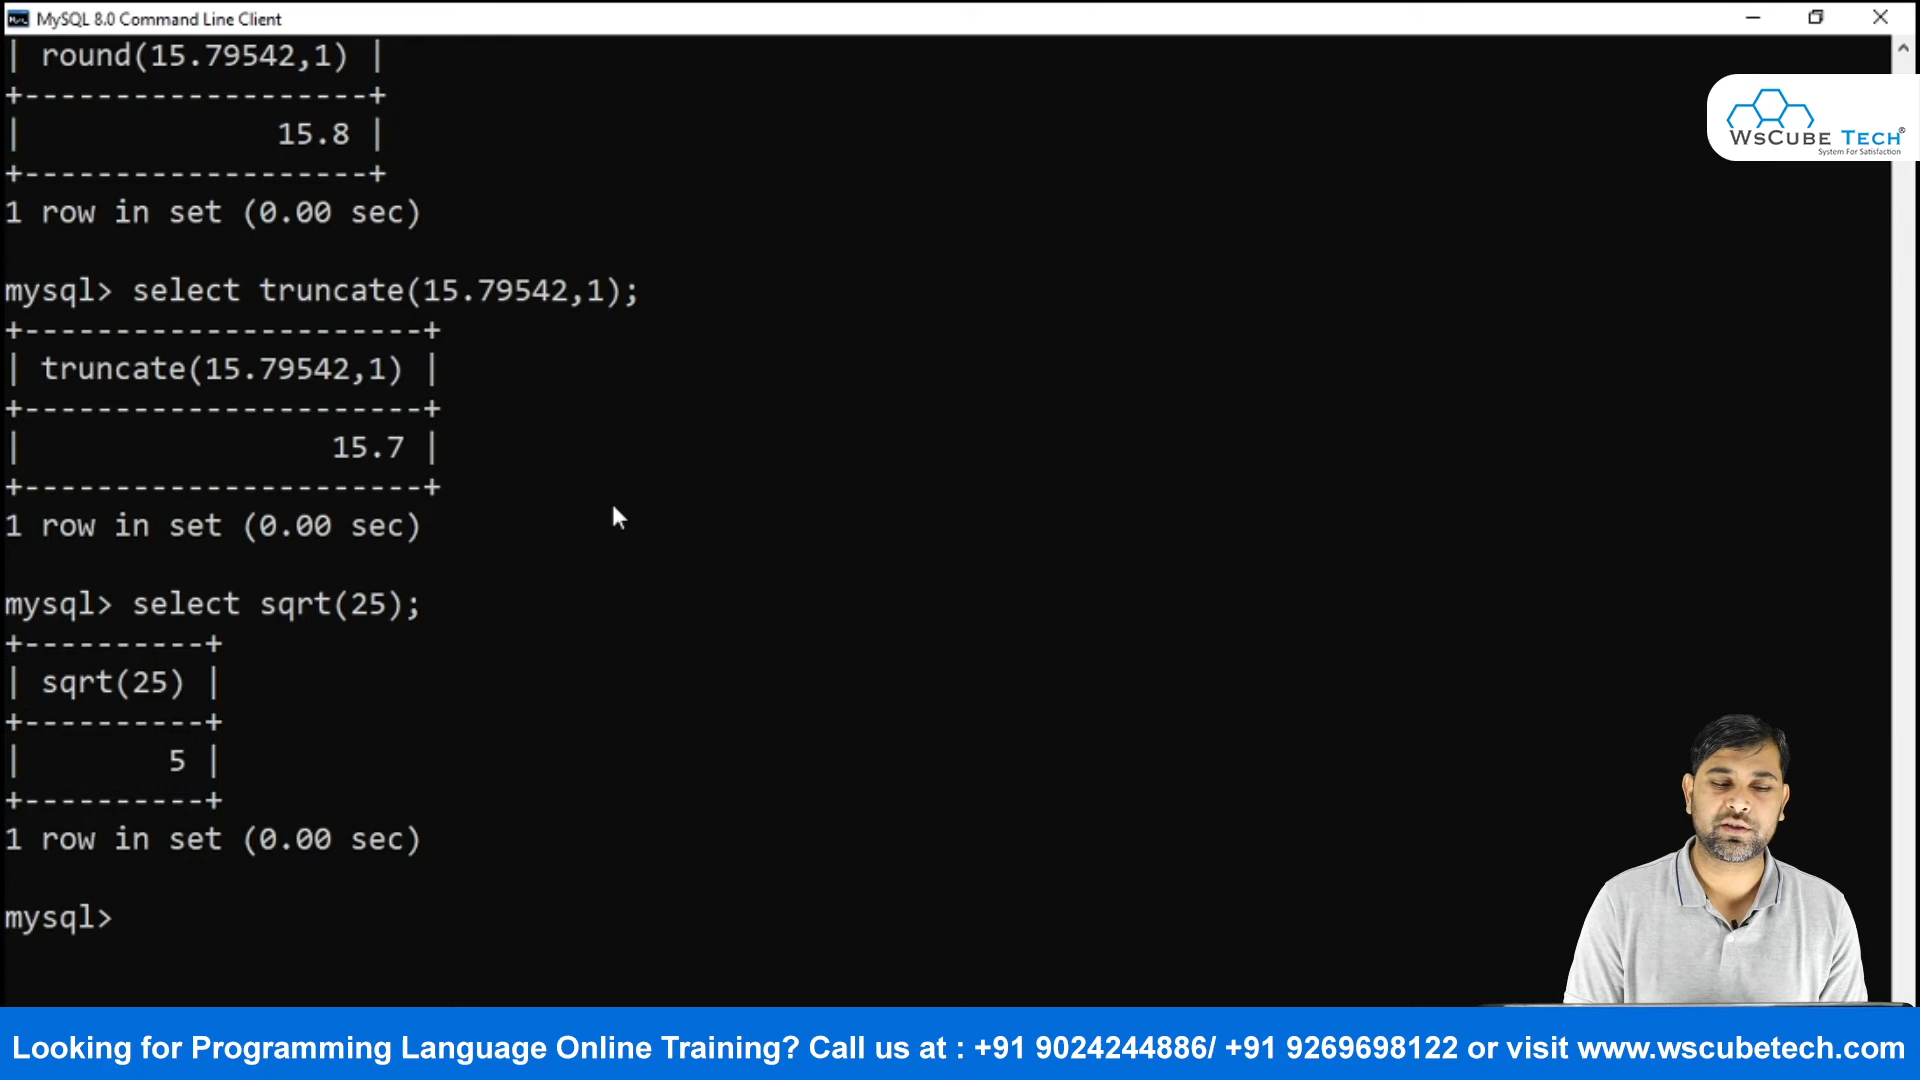 MySQL 8.0 Command Line Client
| round(15.79542,1) |
+-------------------+
|              15.8 |
+-------------------+
1 row in set (0.00 sec)
mysql> select truncate(15.79542,1);
+----------------------+
| truncate(15.79542,1) |
+----------------------+
|                 15.7 |
+----------------------+
1 row in set (0.00 sec)
mysql> select sqrt(25);
+----------+
| sqrt(25) |
+----------+
|        5 |
+----------+
1 row in set (0.00 sec)
mysql>
WsCube Tech®
System For Satisfaction
Looking for Programming Language Online Training? Call us at : +91 9024244886/ +91 9269698122 or visit www.wscubetech.com